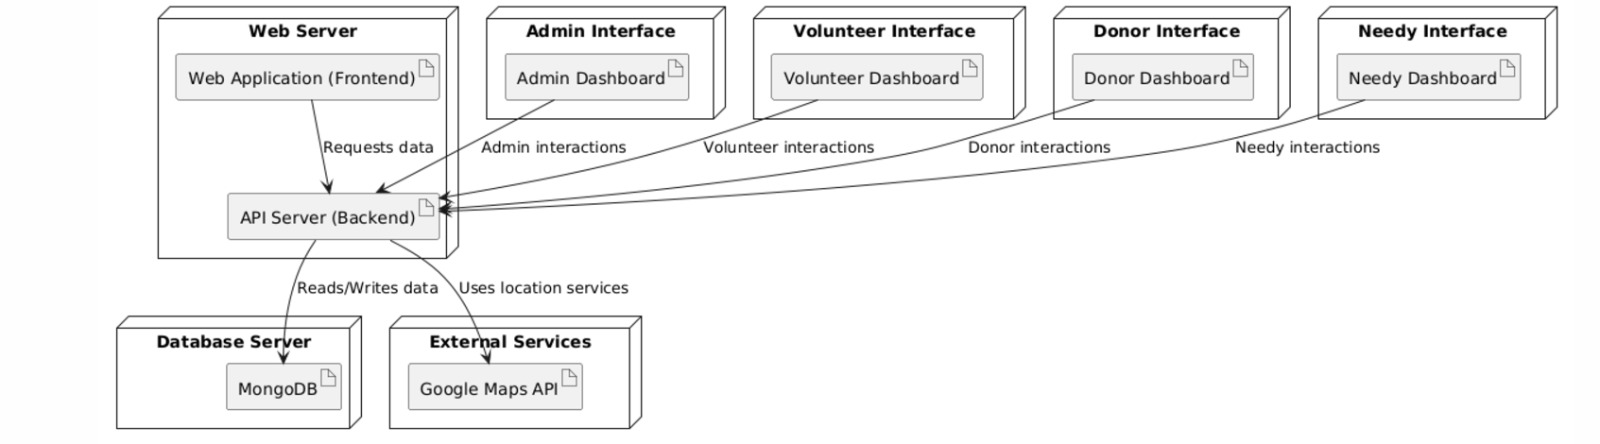 Web Server
Admin Interface
Volunteer Interface
Donor Interface
Needy Interface
Web Application (Frontend)
Admin Dashboard
Volunteer Dashboard
Donor Dashboard
Needy Dashboard
Requests data
Admin interactions
Volunteer interactions
Donor interactions
Needy interactions
API Server (Backend)
Reads/Writes data
Uses location services
Database Server
External Services
MongoDB
Google Maps API